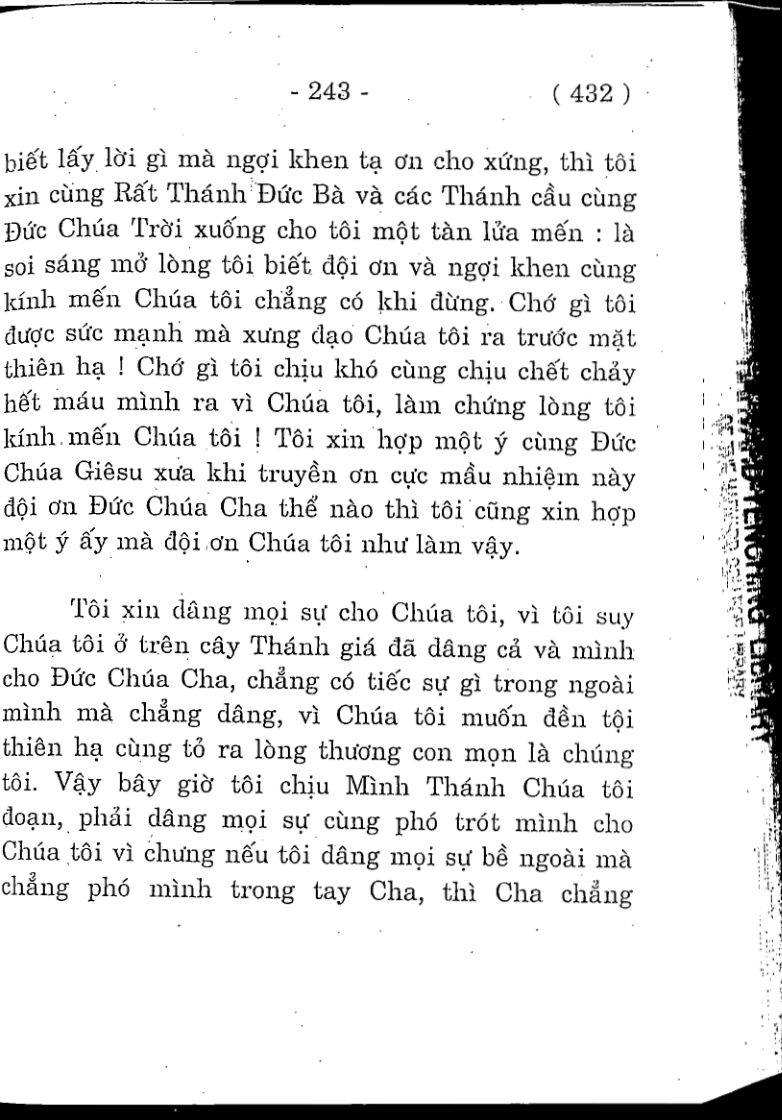 - 243 - ( 432 )
biết lấy lời gì mà ngợi khen tạ ơn cho xứng, thì tôi
xin cùng Rất Thánh Đức Bà và các Thánh cầu cùng
Đức Chúa Trời xuống cho tôi một tàn lửa mến : là
soi sáng mở lòng tôi biết đội ơn và ngợi khen cùng
kính mến Chúa tôi chẳng có khi đừng. Chớ gì tôi
được sức mạnh mà xưng đạo Chúa tôi ra trước mặt
thiên hạ ! Chớ gì tôi chịu khó cùng chịu chết chảy
hết máu mình ra vì Chúa tôi, làm chứng lòng tôi
kính mến Chúa tôi ! Tôi xin hợp một ý cùng Đức
Chúa Giêsu xưa khi truyền ơn cực mầu nhiệm này
đội ơn Đức Chúa Cha thể nào thì tôi cũng xin hợp
một ý ấy mà đội ơn Chúa tôi như làm vậy.
Tôi xin dâng mọi sự cho Chúa tôi, vì tôi suy
Chúa tôi ở trên cây Thánh giá đã dâng cả và mình
cho Đức Chúa Cha, chẳng có tiếc sự gì trong ngoài
mình mà chẳng dâng, vì Chúa tôi muốn đền tội
thiên hạ cùng tỏ ra lòng thương con mọn là chúng
tôi. Vậy bây giờ tôi chịu Mình Thánh Chúa tôi
đoạn, phải dâng mọi sự cùng phó trót mình cho
Chúa tôi vì chưng nếu tôi dâng mọi sự bề ngoài mà
chẳng phó mình trong tay Cha, thì Cha chẳng
LIBRARY